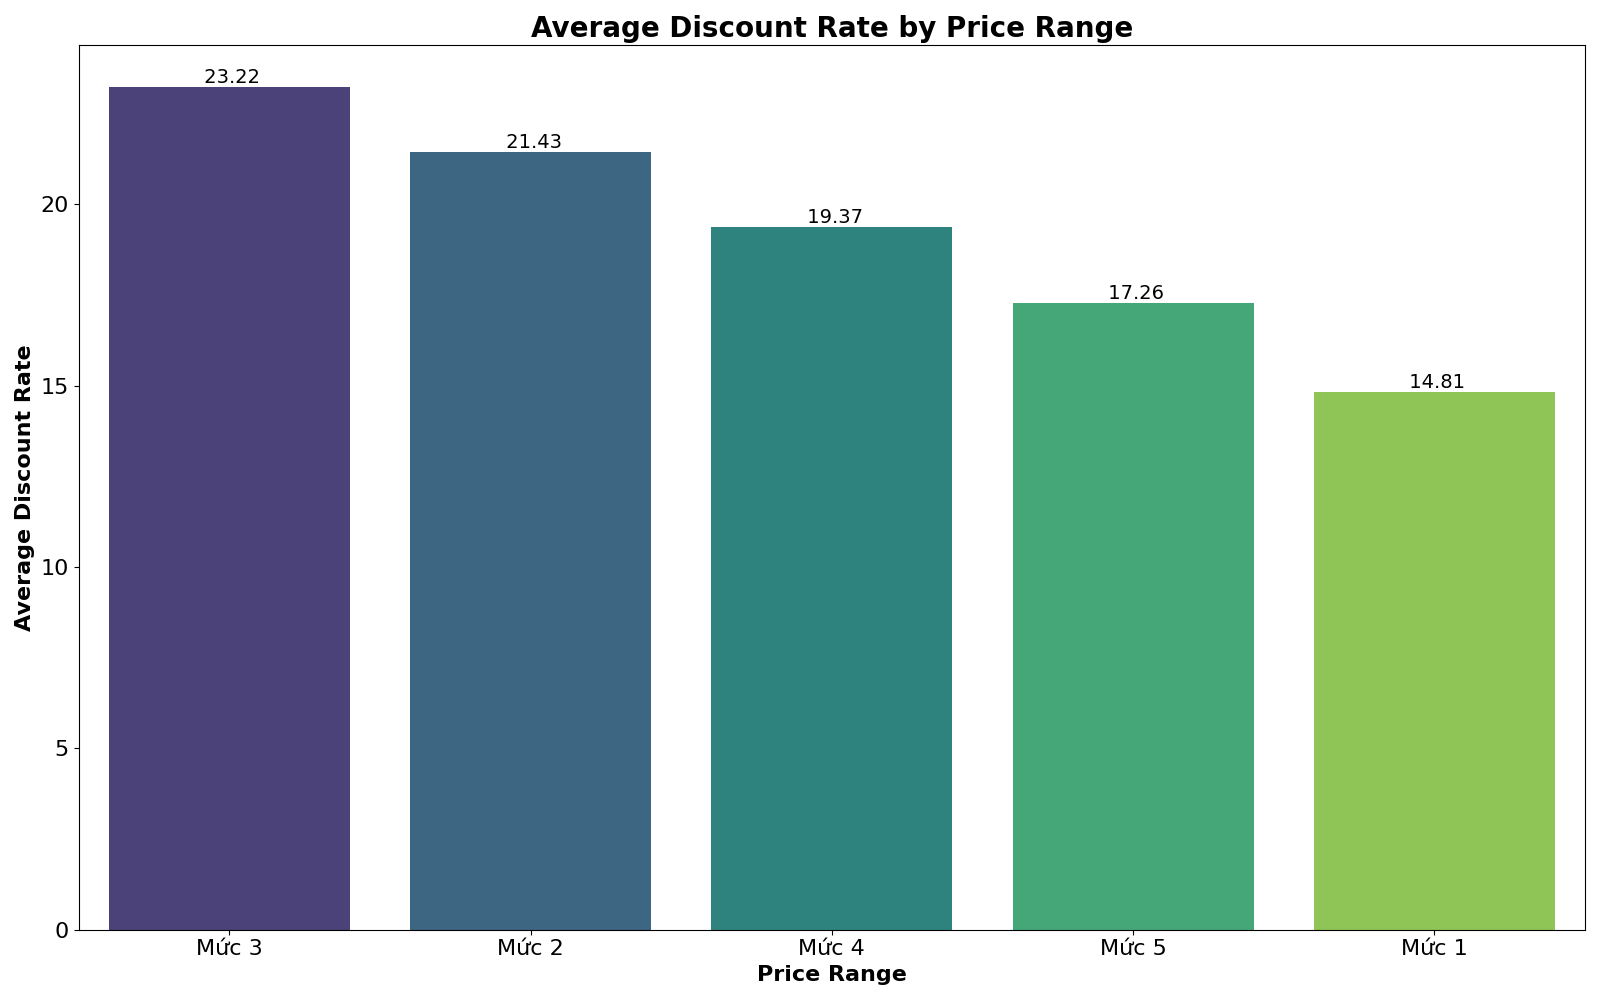 Average Discount Rate by Price Range
23.22
21.43
19.37
17.26
14.81
20
15
10
5
0
Average Discount Rate
Mức 3 Mức 2 Mức 4 Mức 5 Mức 1
Price Range